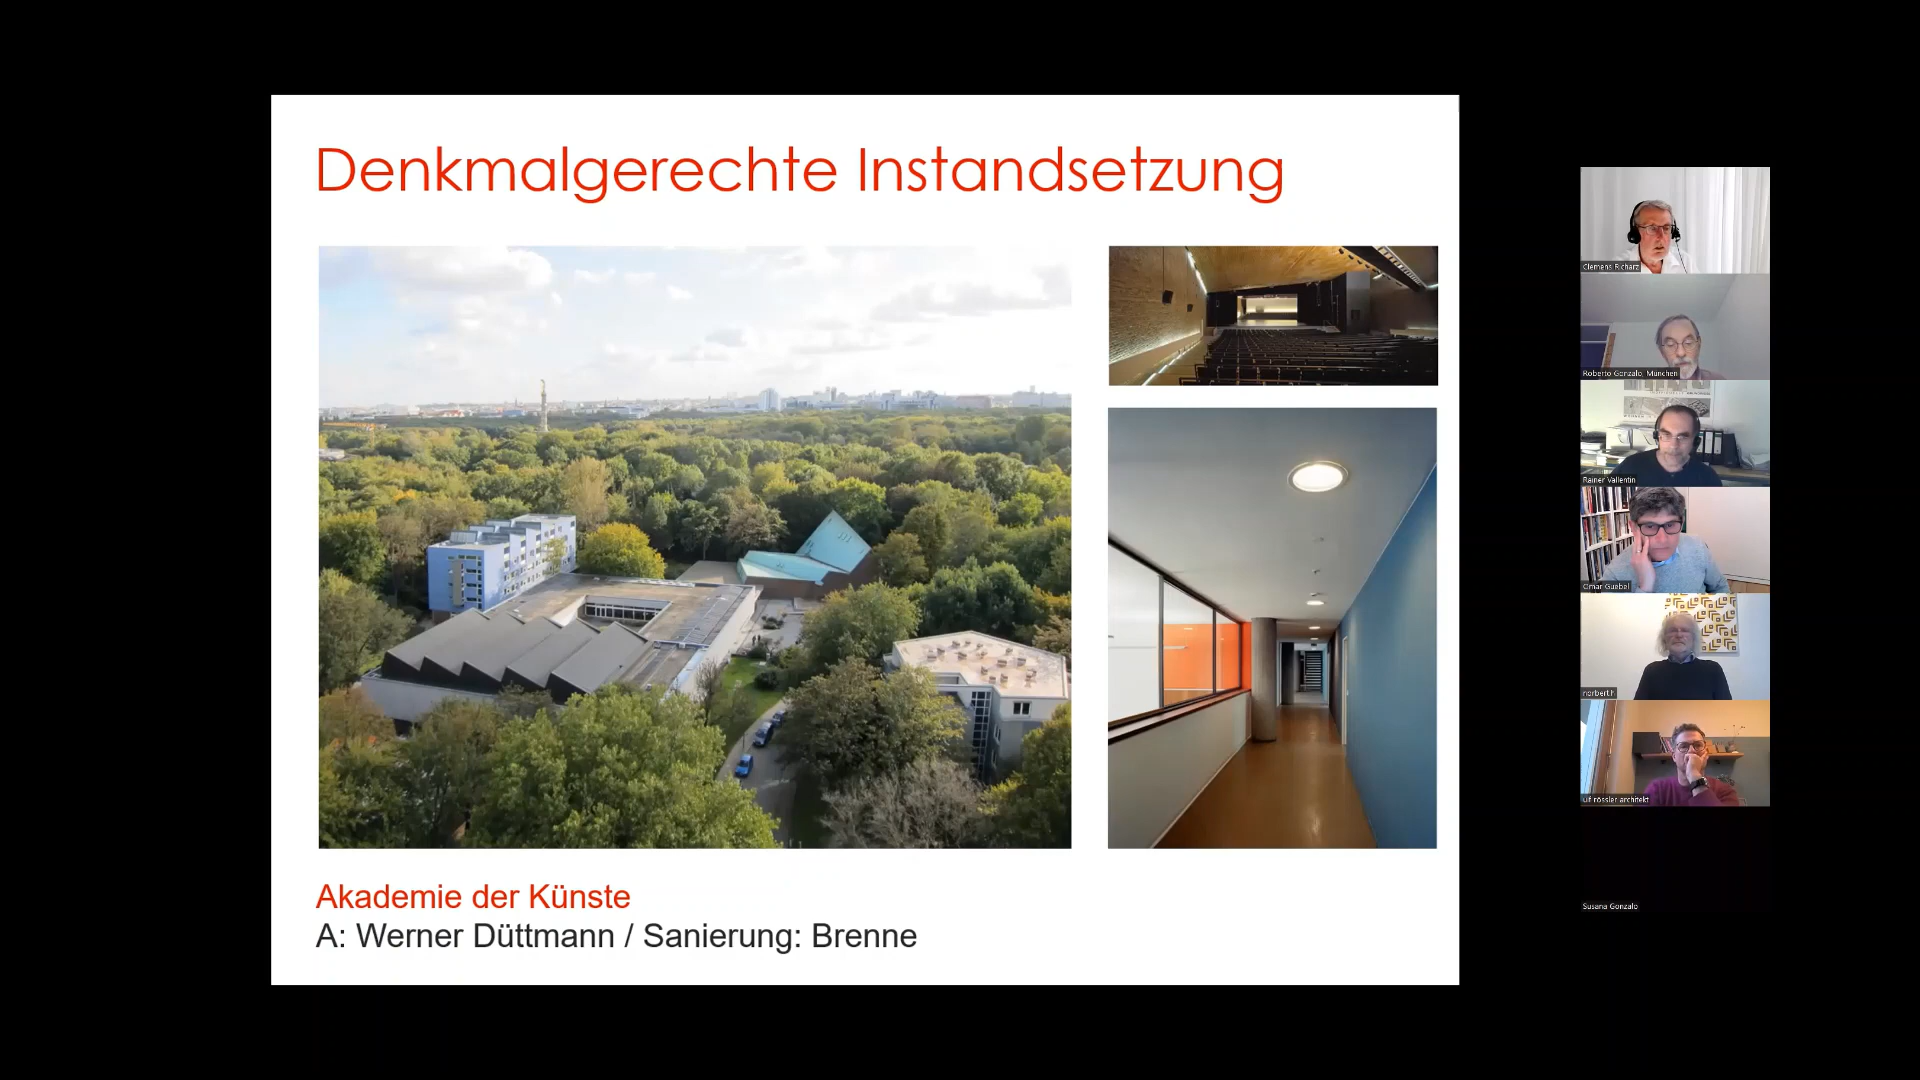 Denkmalgerechte Instandsetzung
Akademie der Künste
A: Werner Düttmann / Sanierung: Brenne
Clemens Richarz
Roberto Gonzalo, München
Rainer Vallentin
Omar Guebel
norbert.h
ulf rössler architekt
Susana Gonzalo